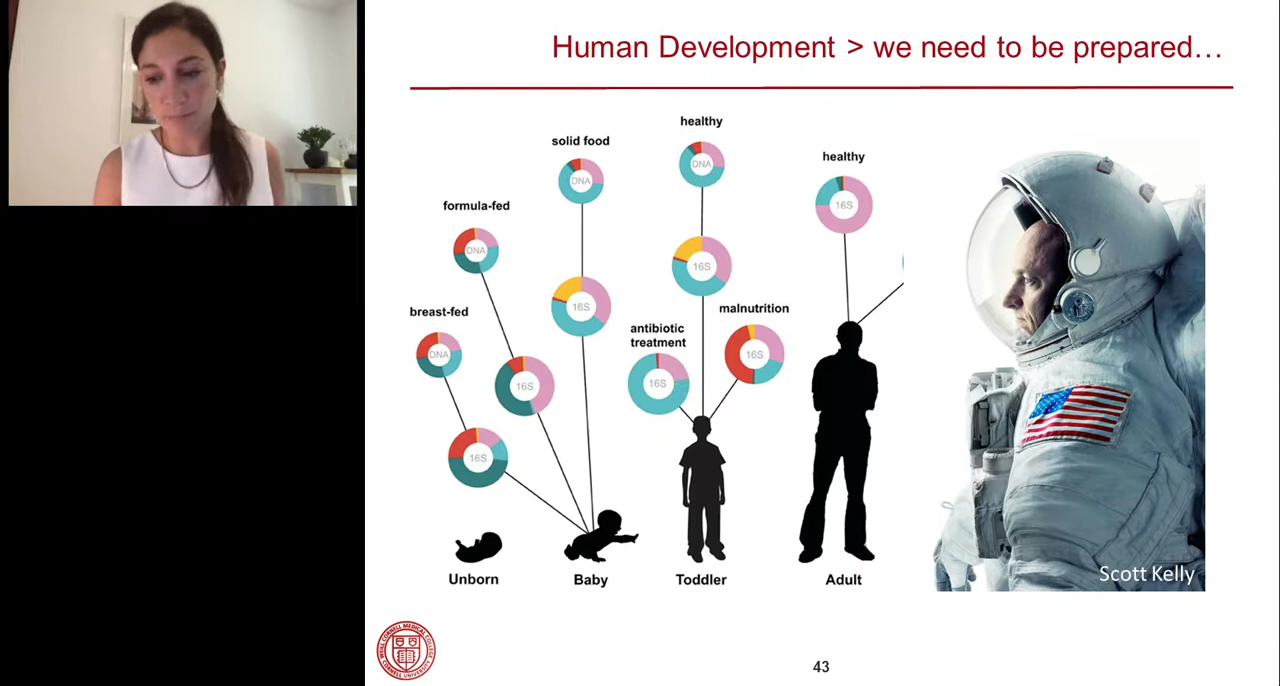 Human Development > we need to be prepared…
healthy
solid food
DNA
DNA
healthy
16S
formula-fed
DNA
16S
16S
breast-fed
DNA
malnutrition
16S
antibiotic
treatment
16S
16S
16S
Unborn
Baby
Toddler
Adult
Scott Kelly
43